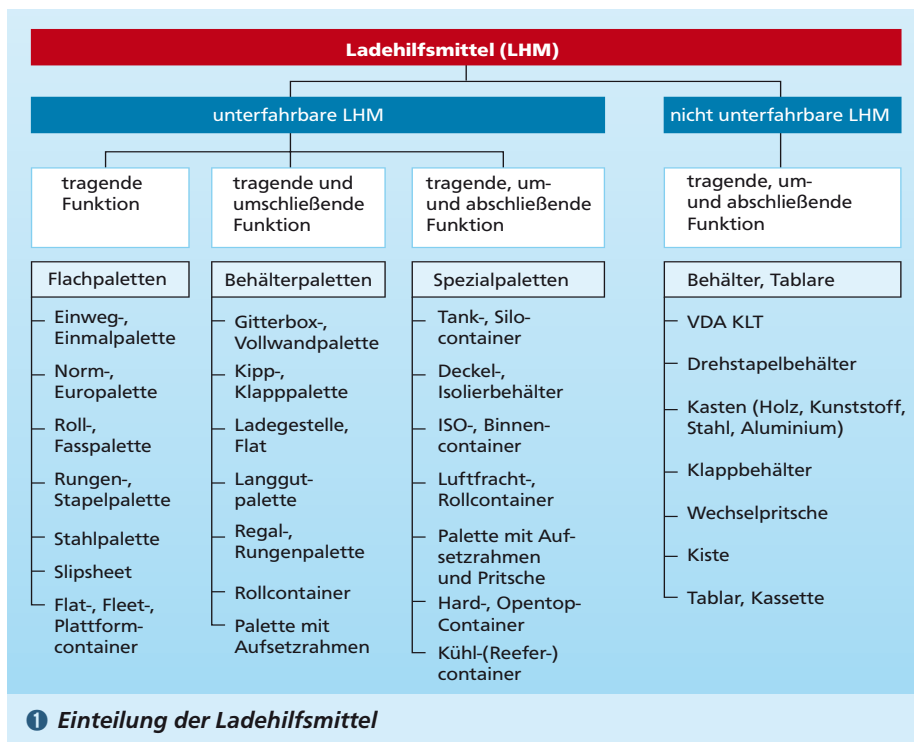 Ladehilfsmittel (LHM)
unterfahrbare LHM
nicht unterfahrbare LHM
tragende
Funktion
tragende und
umschließende
Funktion
tragende, um-
und abschließende
Funktion
tragende, um-
und abschließende
Funktion
Flachpaletten
Einweg-,
Einmalpalette
Norm-,
Europalette
Roll-,
Fasspalette
Rungen-,
Stapelpalette
Stahlpalette
Slipsheet
Flat-, Fleet-,
Plattform-
container
Behälterpaletten
Gitterbox-,
Vollwandpalette
Kipp-,
Klapppalette
Ladegestelle,
Flat
Langgut-
palette
Regal-,
Rungenpalette
Rollcontainer
Palette mit
Aufsetzrahmen
Spezialpaletten
Tank-, Silo-
container
Deckel-,
Isolierbehälter
ISO-, Binnen-
container
Luftfracht-,
Rollcontainer
Palette mit Auf-
setzrahmen
und Pritsche
Hard-, Opentop-
Container
Kühl-(Reefer-)
container
Behälter, Tablare
VDA KLT
Drehstapelbehälter
Kasten (Holz, Kunststoff,
Stahl, Aluminium)
Klappbehälter
Wechselpritsche
Kiste
Tablar, Kassette
❶ Einteilung der Ladehilfsmittel